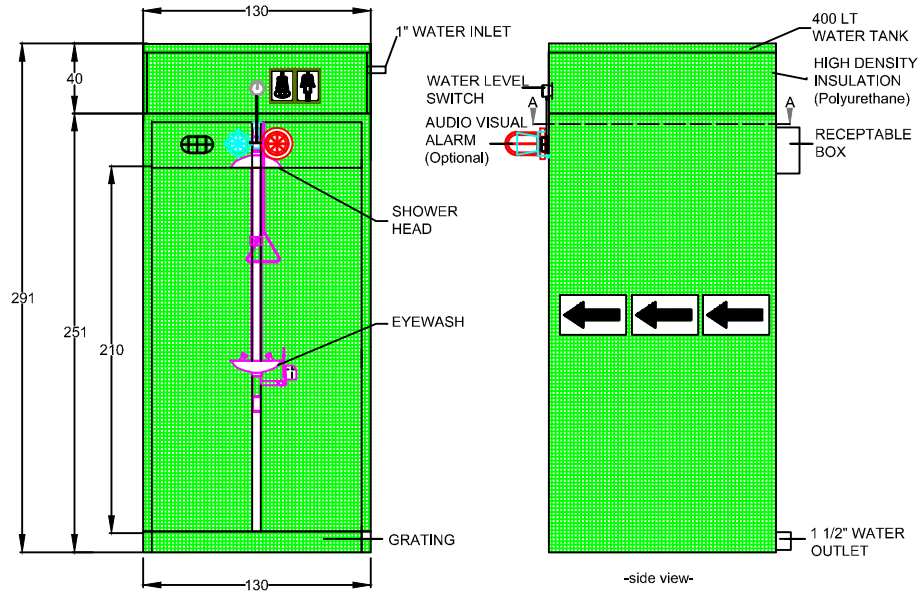 130
1" WATER INLET
40
291
251
210
SHOWER
HEAD
EYEWASH
GRATING
130
400 LT
WATER TANK
HIGH DENSITY
INSULATION
(Polyurethane)
WATER LEVEL
SWITCH
A
A
AUDIO VISUAL
ALARM
(Optional)
RECEPTABLE
BOX
1 1/2" WATER
OUTLET
-side view-